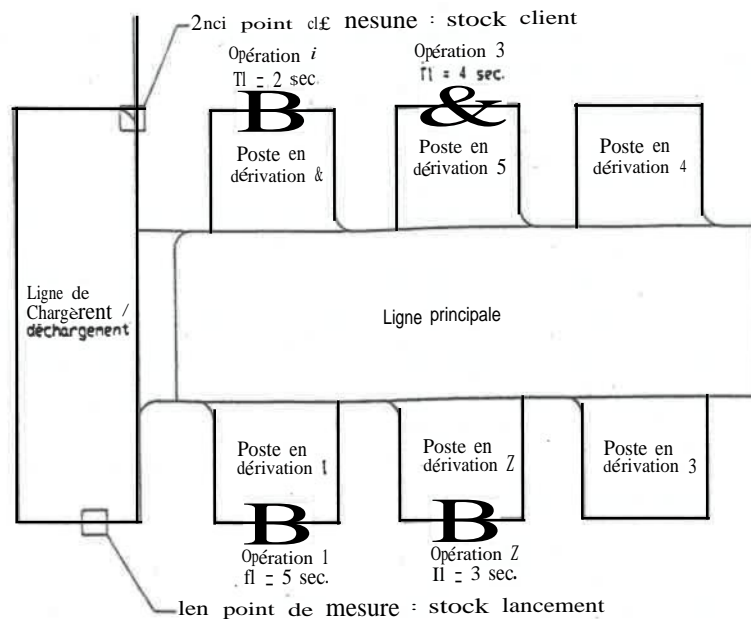 2nci point cl£ nesune : stock client
Opération i
Tl = 2 sec.
B
Poste en
dérivation &
Opération 3
Tl = 4 sec.
&
Poste en
dérivation 5
Poste en
dérivation 4
Ligne de
Chargèrent /
déchargement
Ligne principale
Poste en
dérivation 1
B
Opération 1
fl = 5 sec.
Poste en
dérivation Z
B
Opération Z
Il = 3 sec.
Poste en
dérivation 3
len point de mesure : stock lancement